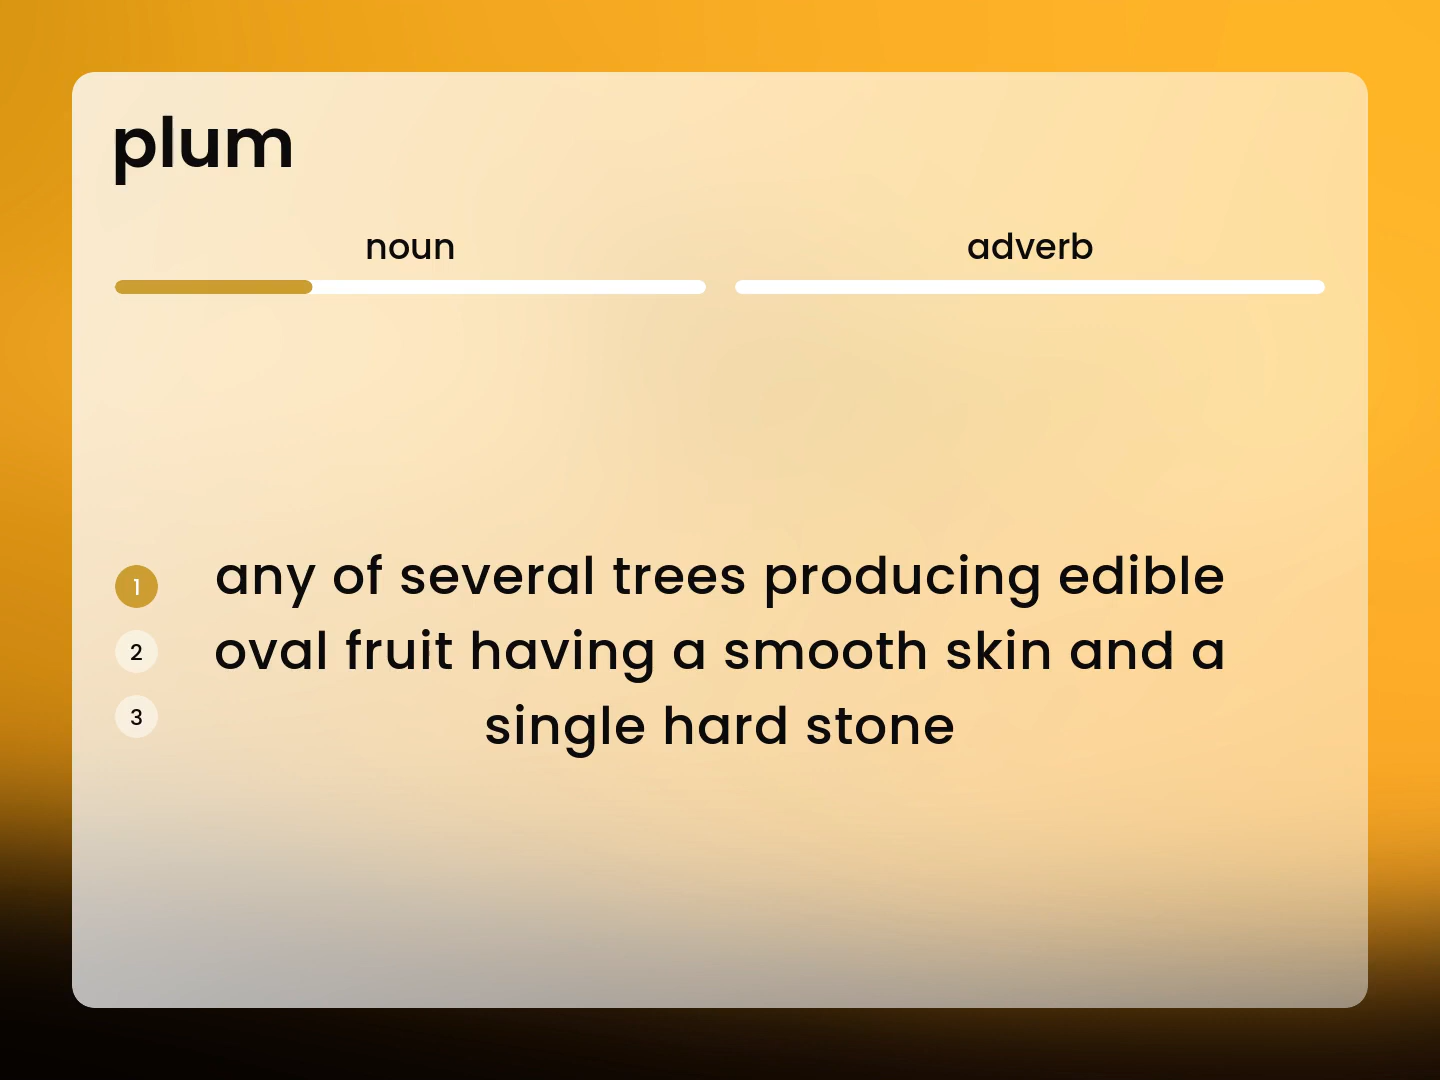 plum
noun
adverb
1
any of several trees producing edible
2
oval fruit having a smooth skin and a
3
single hard stone